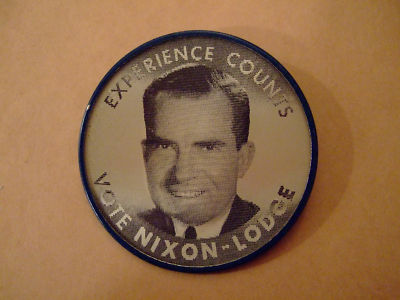 EXPERIENCE COUNTS
VOTE NIXON-LODGE